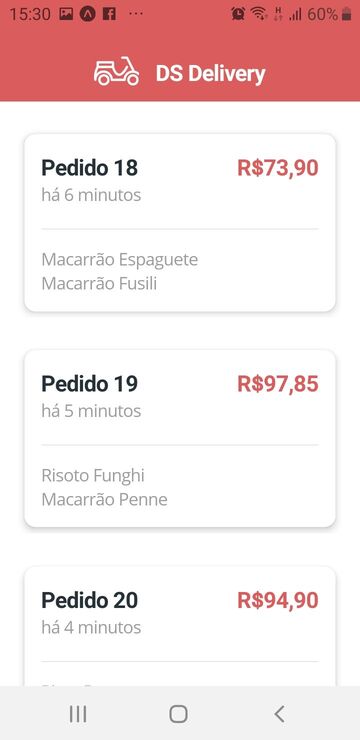 15:30 60%
DS Delivery
Pedido 18 R$73,90
há 6 minutos
Macarrão Espaguete
Macarrão Fusili
Pedido 19 R$97,85
há 5 minutos
Risoto Funghi
Macarrão Penne
Pedido 20 R$94,90
há 4 minutos